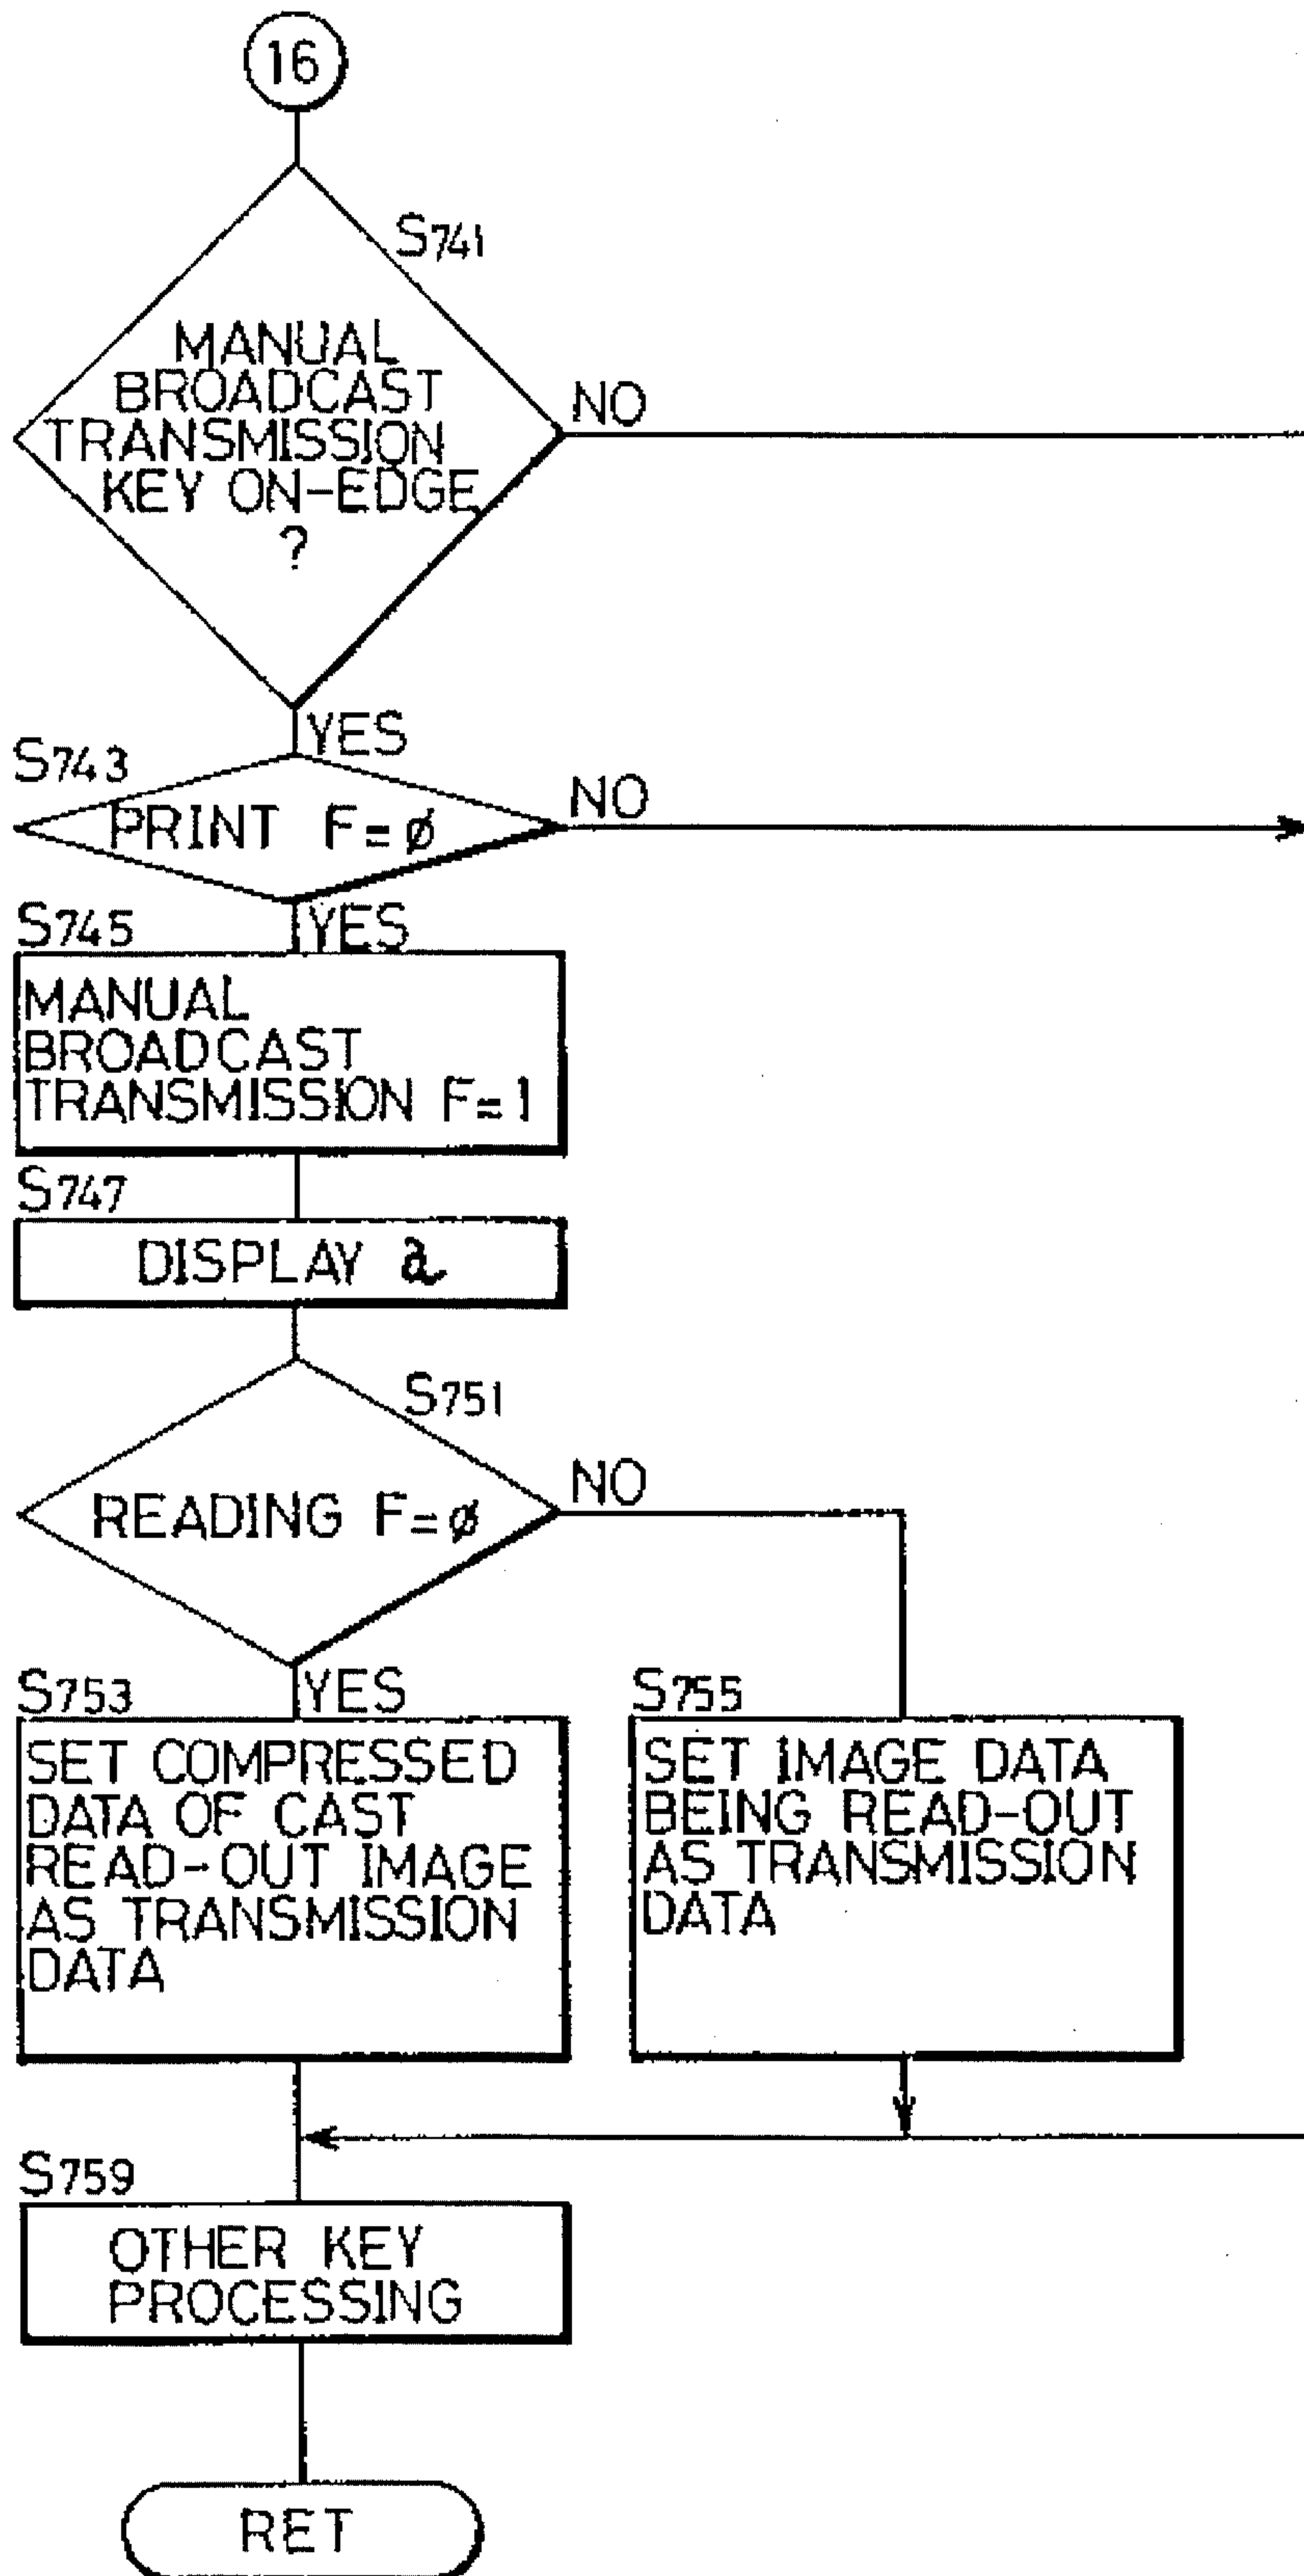 16
S741
MANUAL
BROADCAST
TRANSMISSION
KEY ON-EDGE
?
NO
YES
S743
PRINT F=ø
NO
YES
S745
MANUAL
BROADCAST
TRANSMISSION F=1
S747
DISPLAY a
S751
READING F=ø
NO
YES
S753
SET COMPRESSED
DATA OF CAST
READ-OUT IMAGE
AS TRANSMISSION
DATA
S755
SET IMAGE DATA
BEING READ-OUT
AS TRANSMISSION
DATA
S759
OTHER KEY
PROCESSING
RET